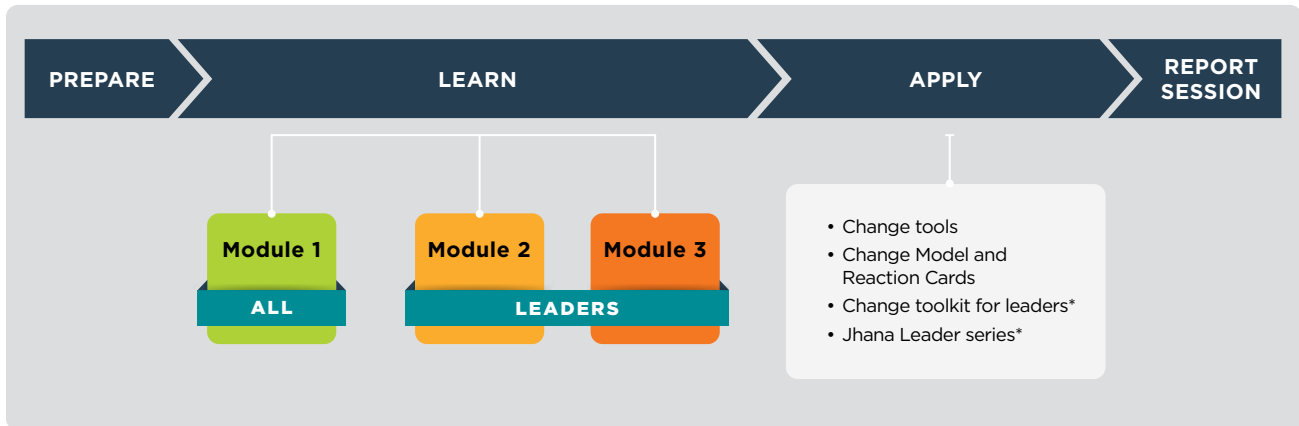 PREPARE
LEARN
APPLY
REPORT
SESSION
Module 1
ALL
Module 2
Module 3
LEADERS
• Change tools
• Change Model and
Reaction Cards
• Change toolkit for leaders*
• Jhana Leader series*